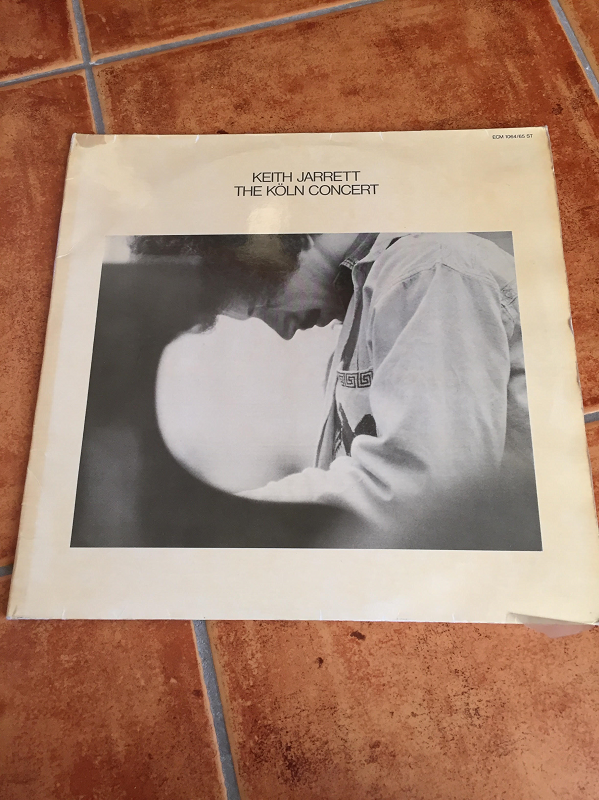 ECM 1064/65 ST
KEITH JARRETT
THE KÖLN CONCERT